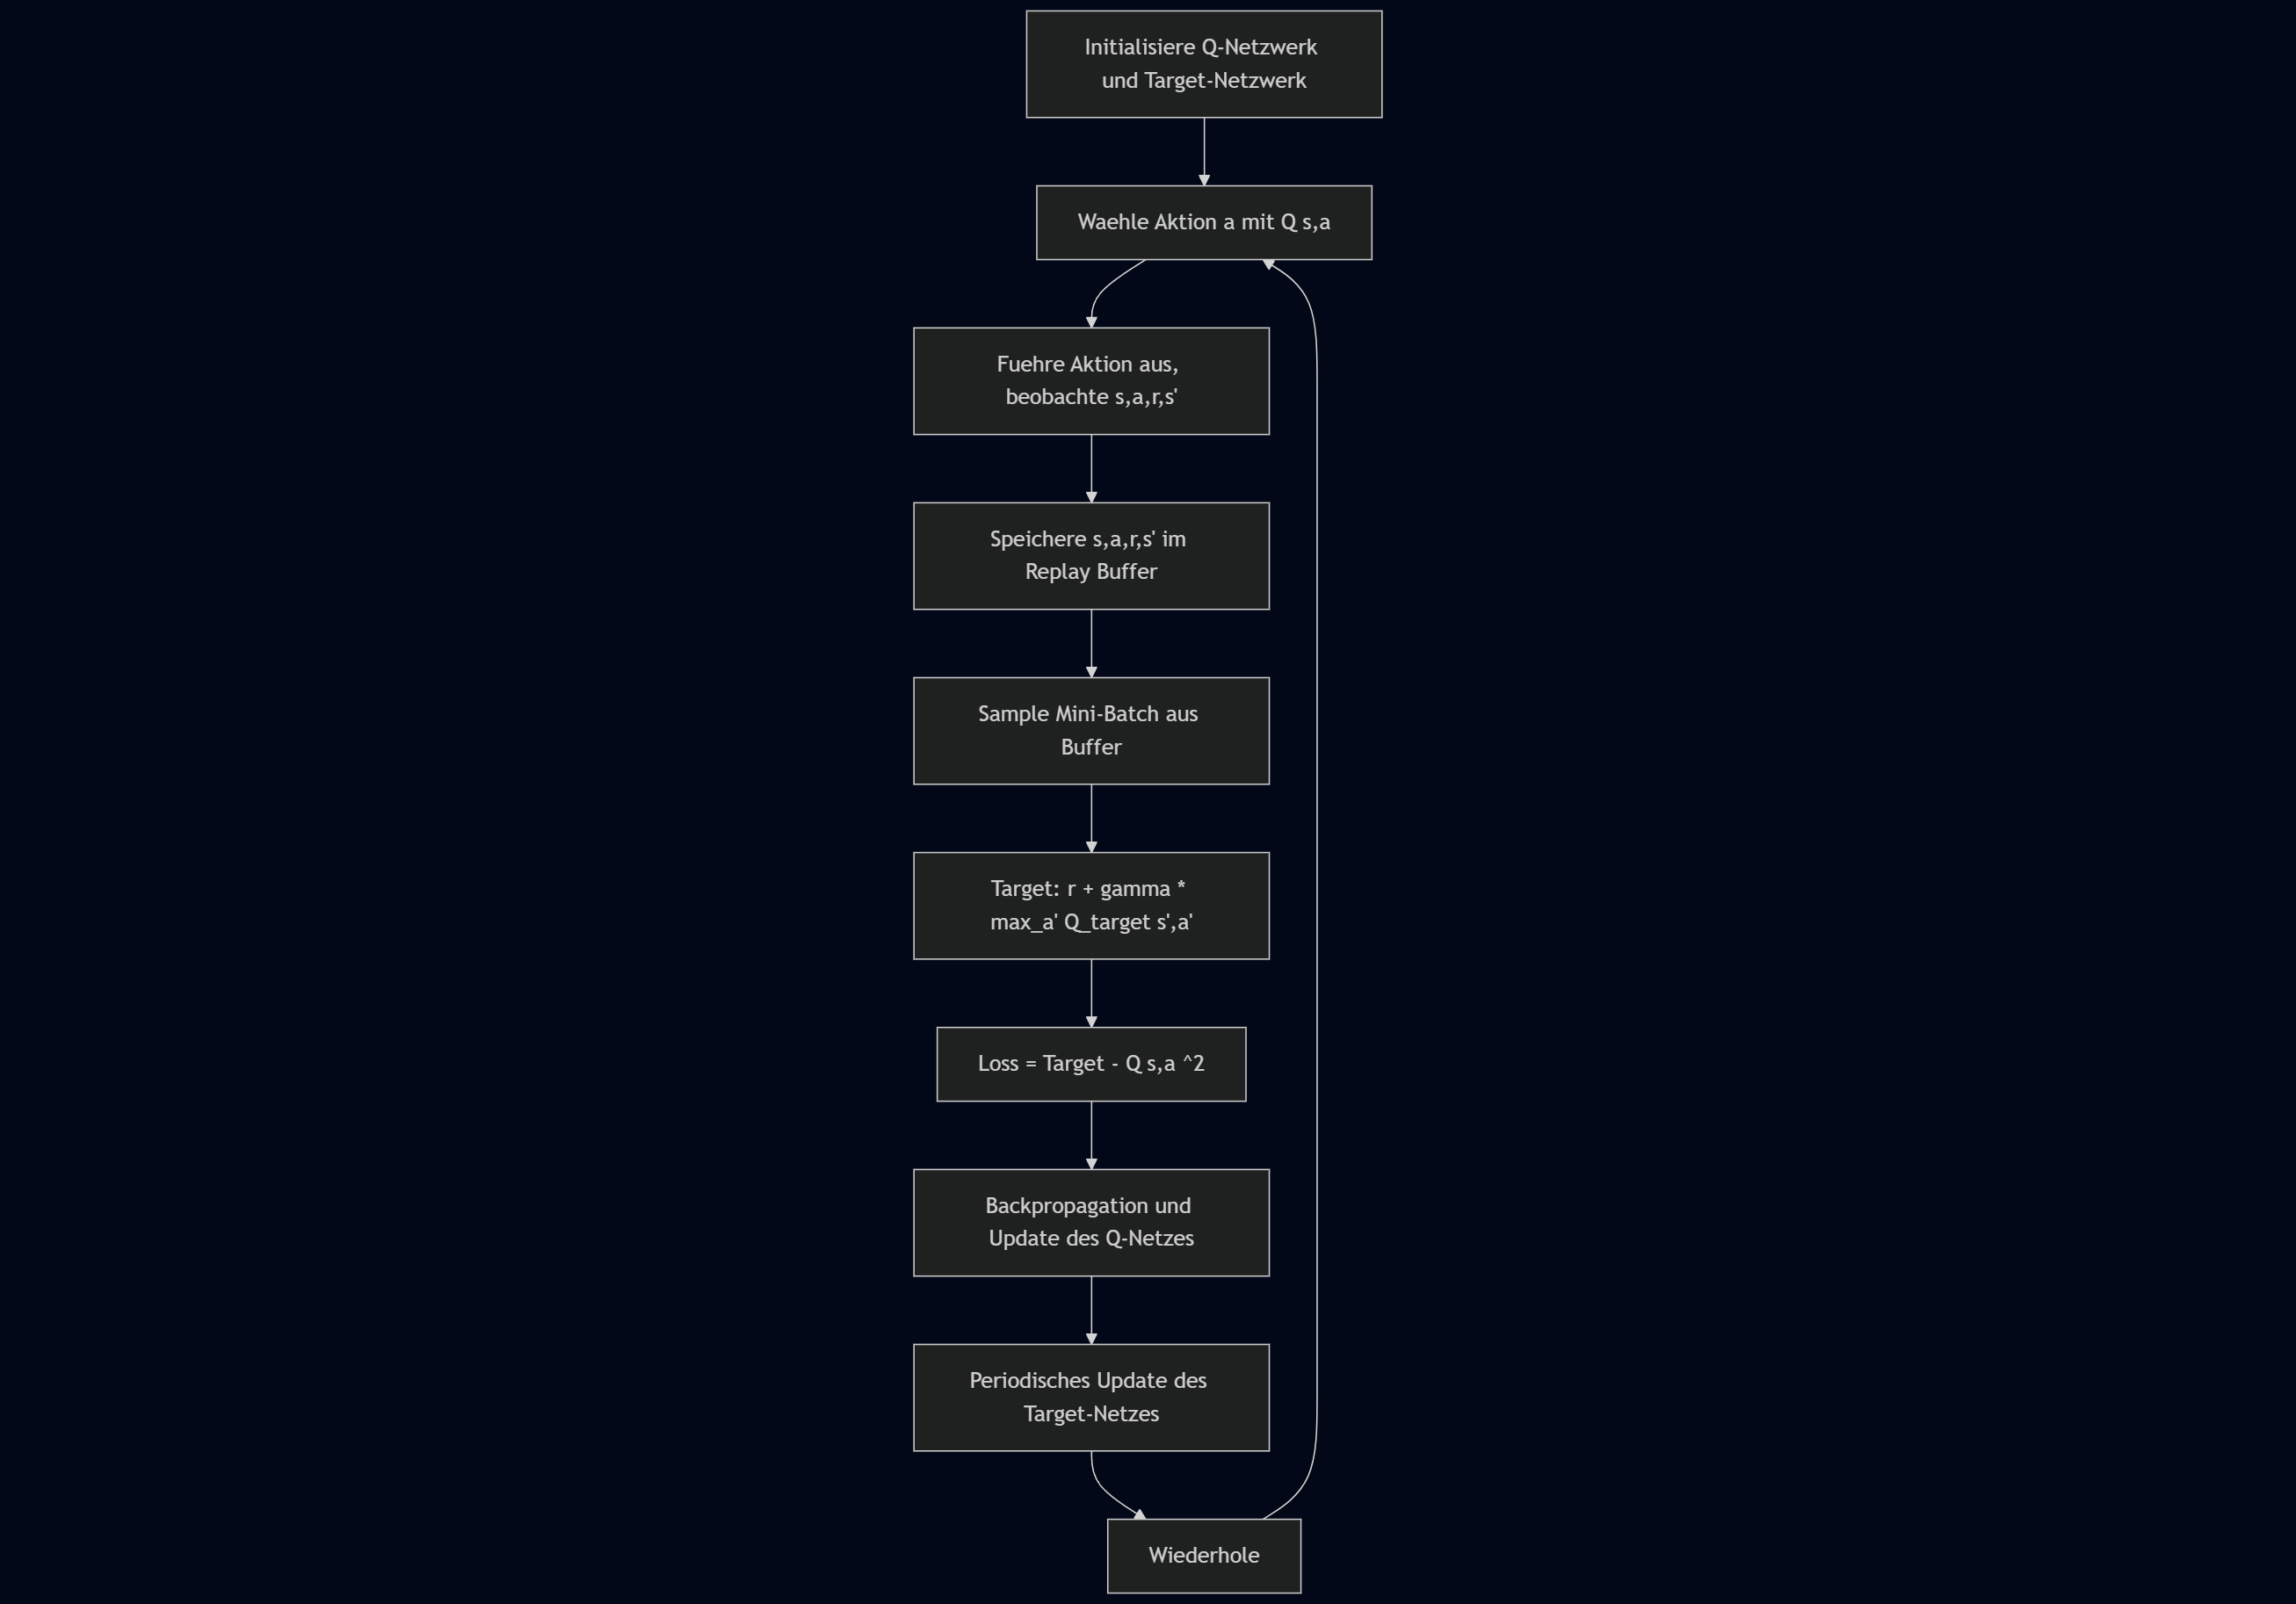 Initialisiere Q-Netzwerk
und Target-Netzwerk
Waehle Aktion a mit Q s,a
Fuehre Aktion aus,
beobachte s,a,r,s'
Speichere s,a,r,s' im
Replay Buffer
Sample Mini-Batch aus
Buffer
Target: r + gamma *
max_a' Q_target s',a'
Loss = Target - Q s,a ^2
Backpropagation und
Update des Q-Netzes
Periodisches Update des
Target-Netzes
Wiederhole